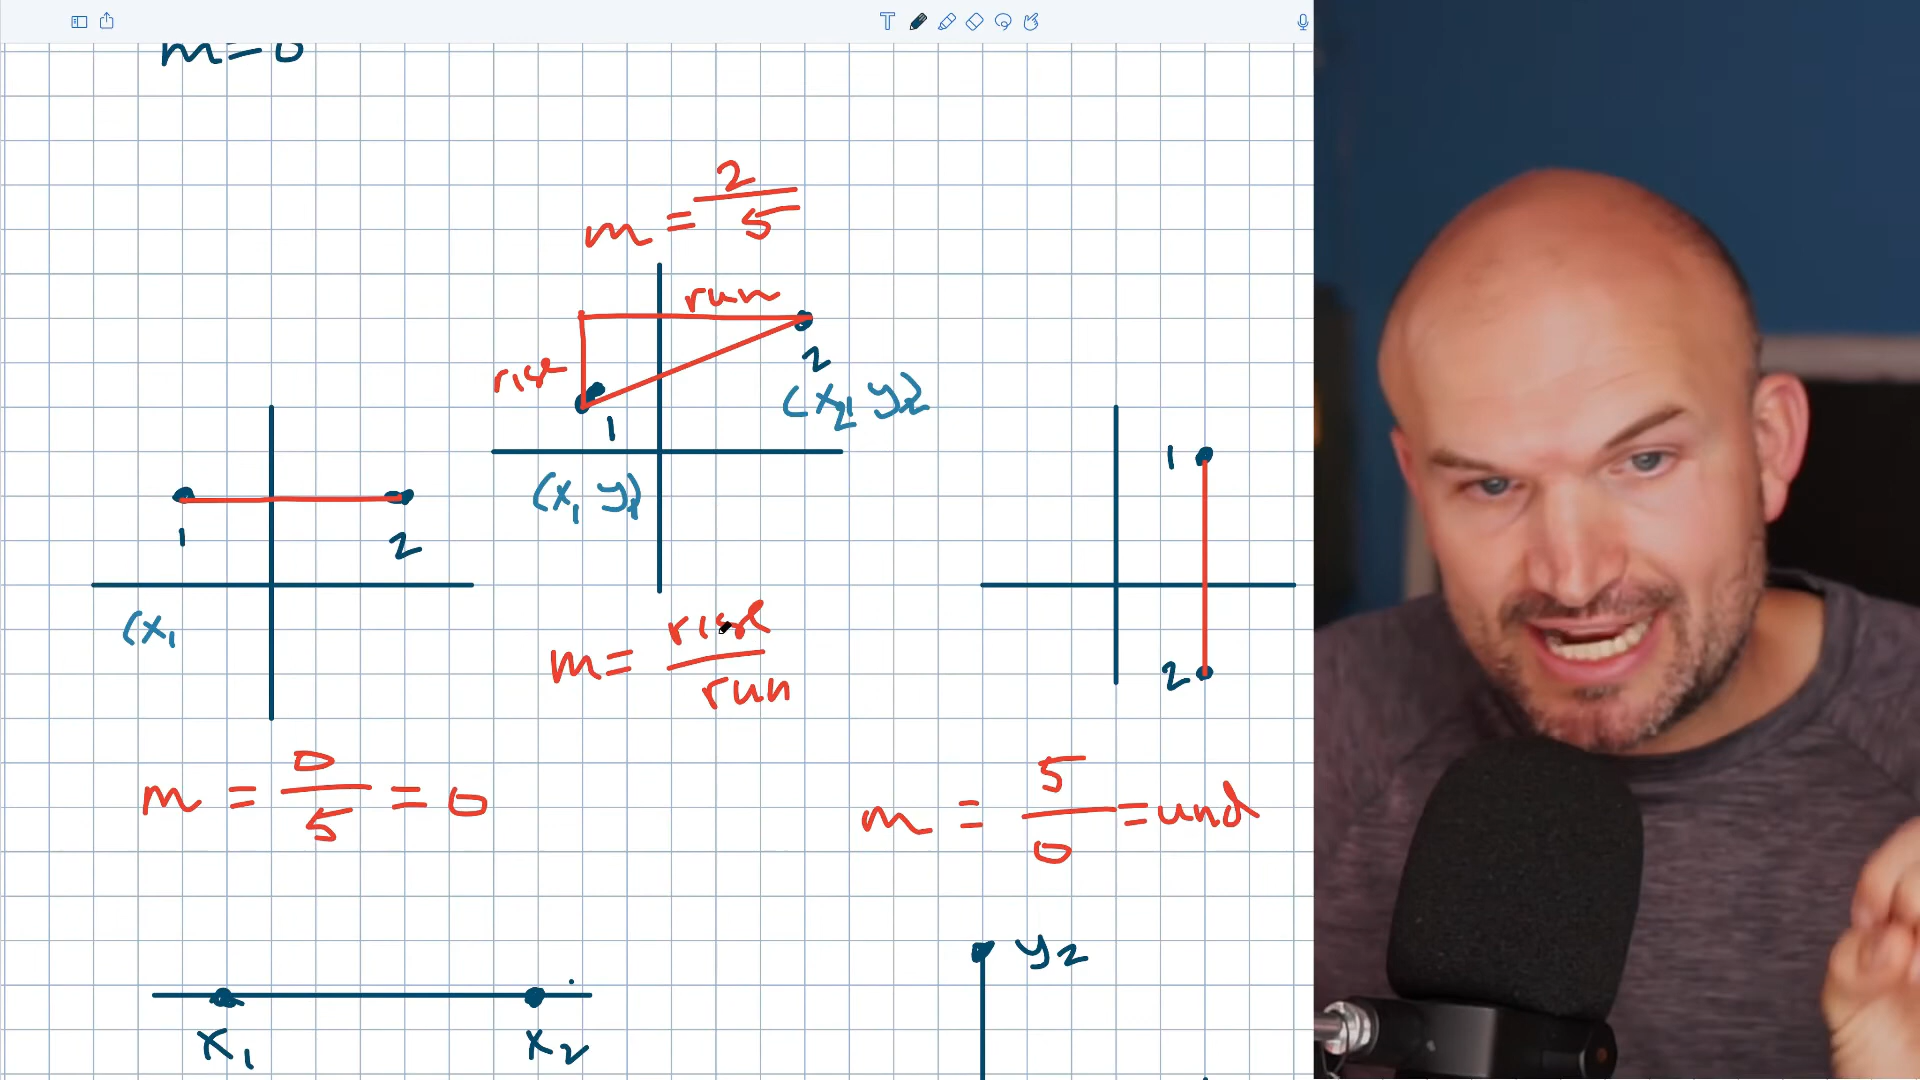 m=0
m = 2/5
run
rise
1
2
(x₂ y₂)
(x₁ y₁)
1
2
1
2
(x₁
m = rise/run
m = 0/5 = 0
m = 5/0 = und
y₂
x₁ x₂